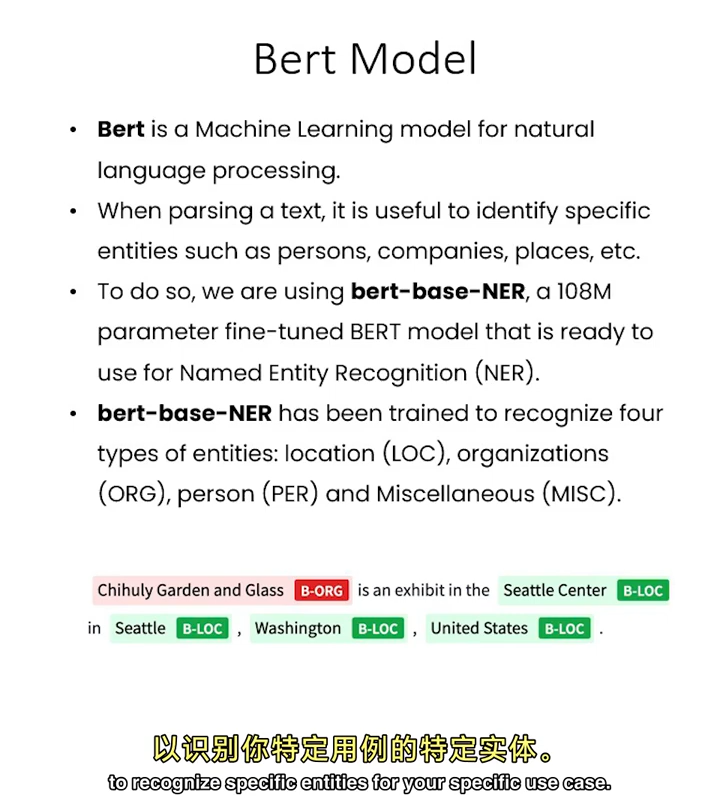 Bert Model
• Bert is a Machine Learning model for natural
language processing.
• When parsing a text, it is useful to identify specific
entities such as persons, companies, places, etc.
• To do so, we are using bert-base-NER, a 108M
parameter fine-tuned BERT model that is ready to
use for Named Entity Recognition (NER).
• bert-base-NER has been trained to recognize four
types of entities: location (LOC), organizations
(ORG), person (PER) and Miscellaneous (MISC).
Chihuly Garden and Glass B-ORG is an exhibit in the Seattle Center B-LOC
in Seattle B-LOC , Washington B-LOC , United States B-LOC .
以识别你特定用例的特定实体。
to recognize specific entities for your specific use case.